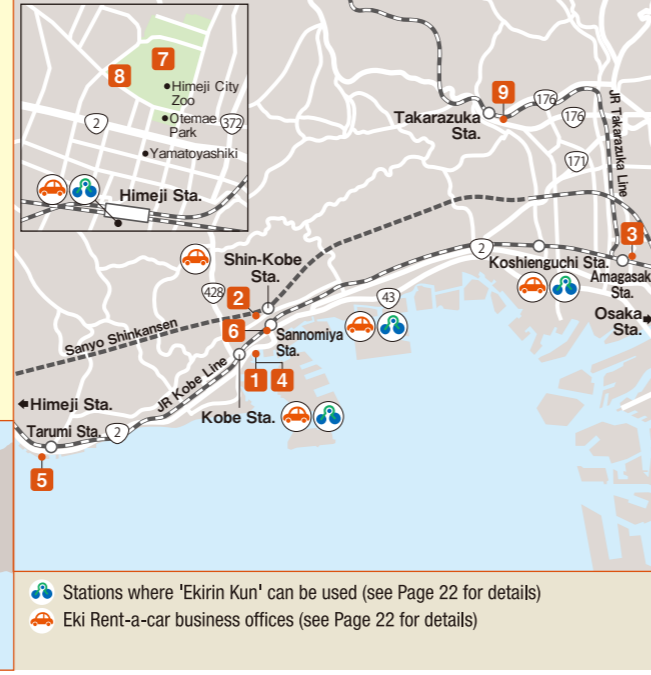 7
8
Himeji City
Zoo
2
Otemae
Park
372
Yamatoyashiki
Himeji Sta.
9
Takarazuka
Sta.
176
176
JR Takarazuka Line
171
3
2
Koshienguchi Sta.
Amagasak
Sta.
Shin-Kobe
Sta.
428
2
43
Osaka
Sta.
Sanyo Shinkansen
6
Sannomiya
Sta.
JR Kobe Line
1
4
Himeji Sta.
Kobe Sta.
Tarumi Sta.
2
5
Stations where 'Ekirin Kun' can be used (see Page 22 for details)
Eki Rent-a-car business offices (see Page 22 for details)